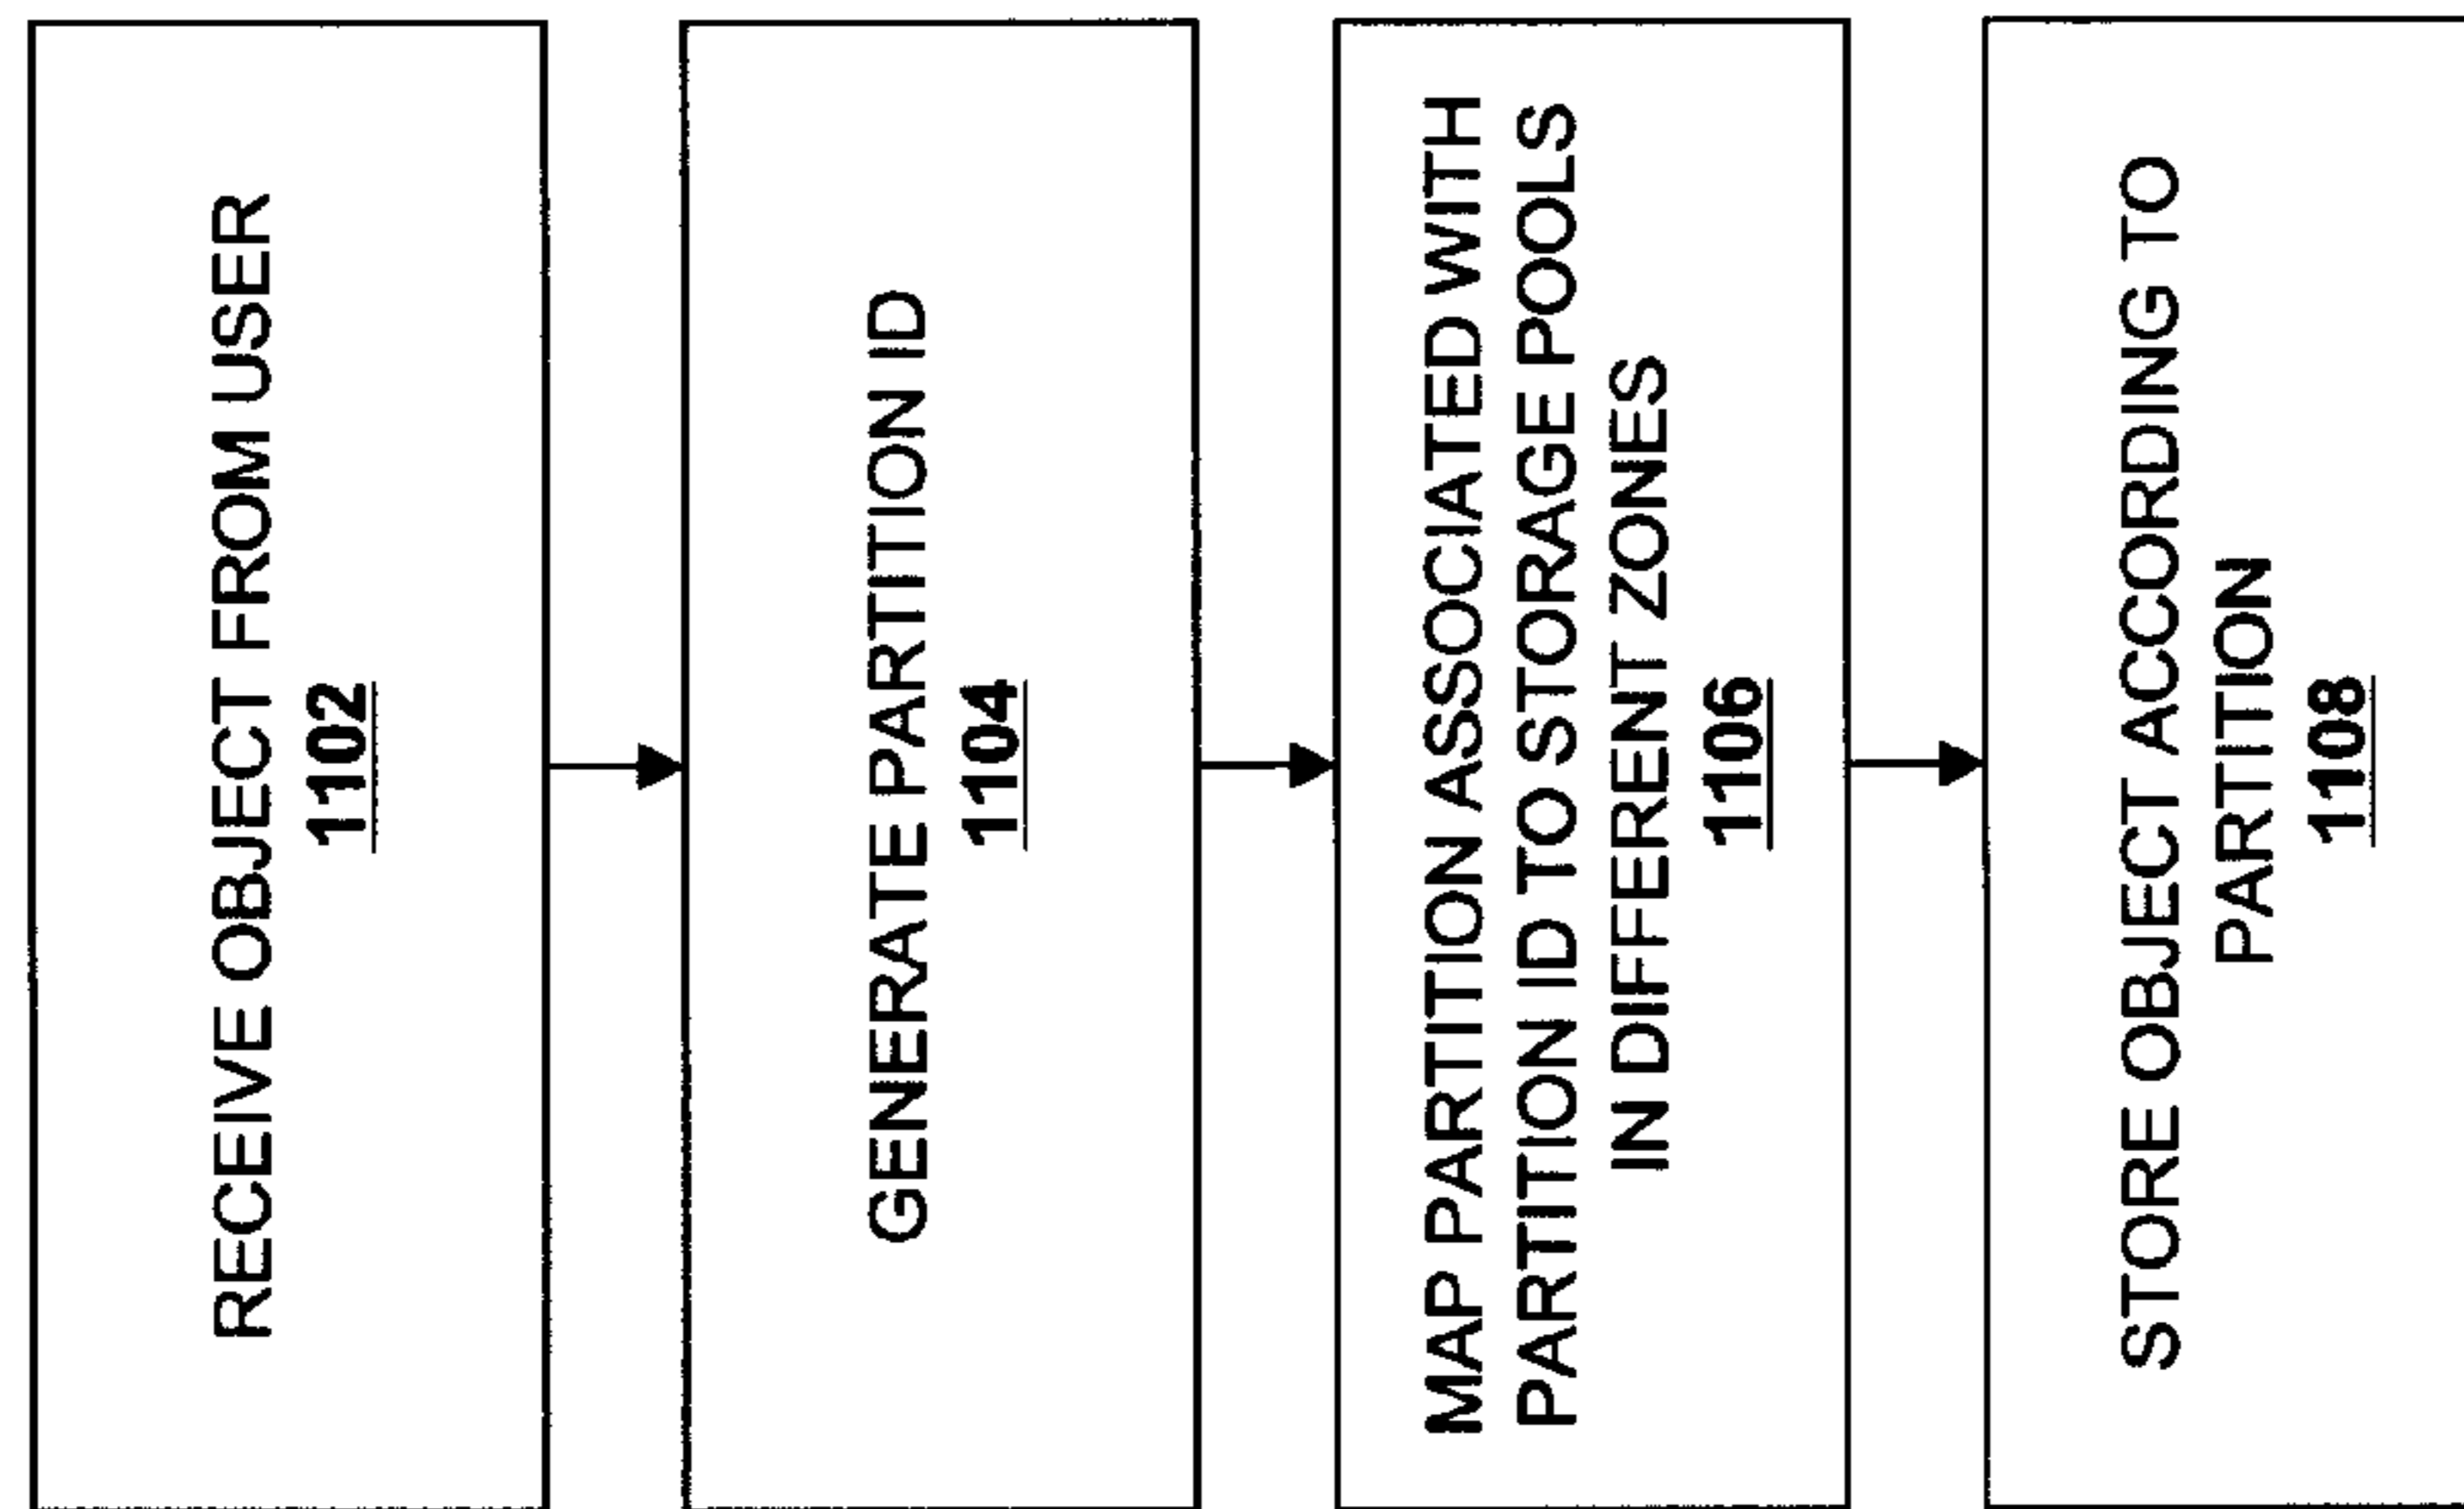 RECEIVE OBJECT FROM USER
1102
GENERATE PARTITION ID
1104
MAP PARTITION ASSOCIATED WITH
PARTITION ID TO STORAGE POOLS
IN DIFFERENT ZONES
1106
STORE OBJECT ACCORDING TO
PARTITION
1108